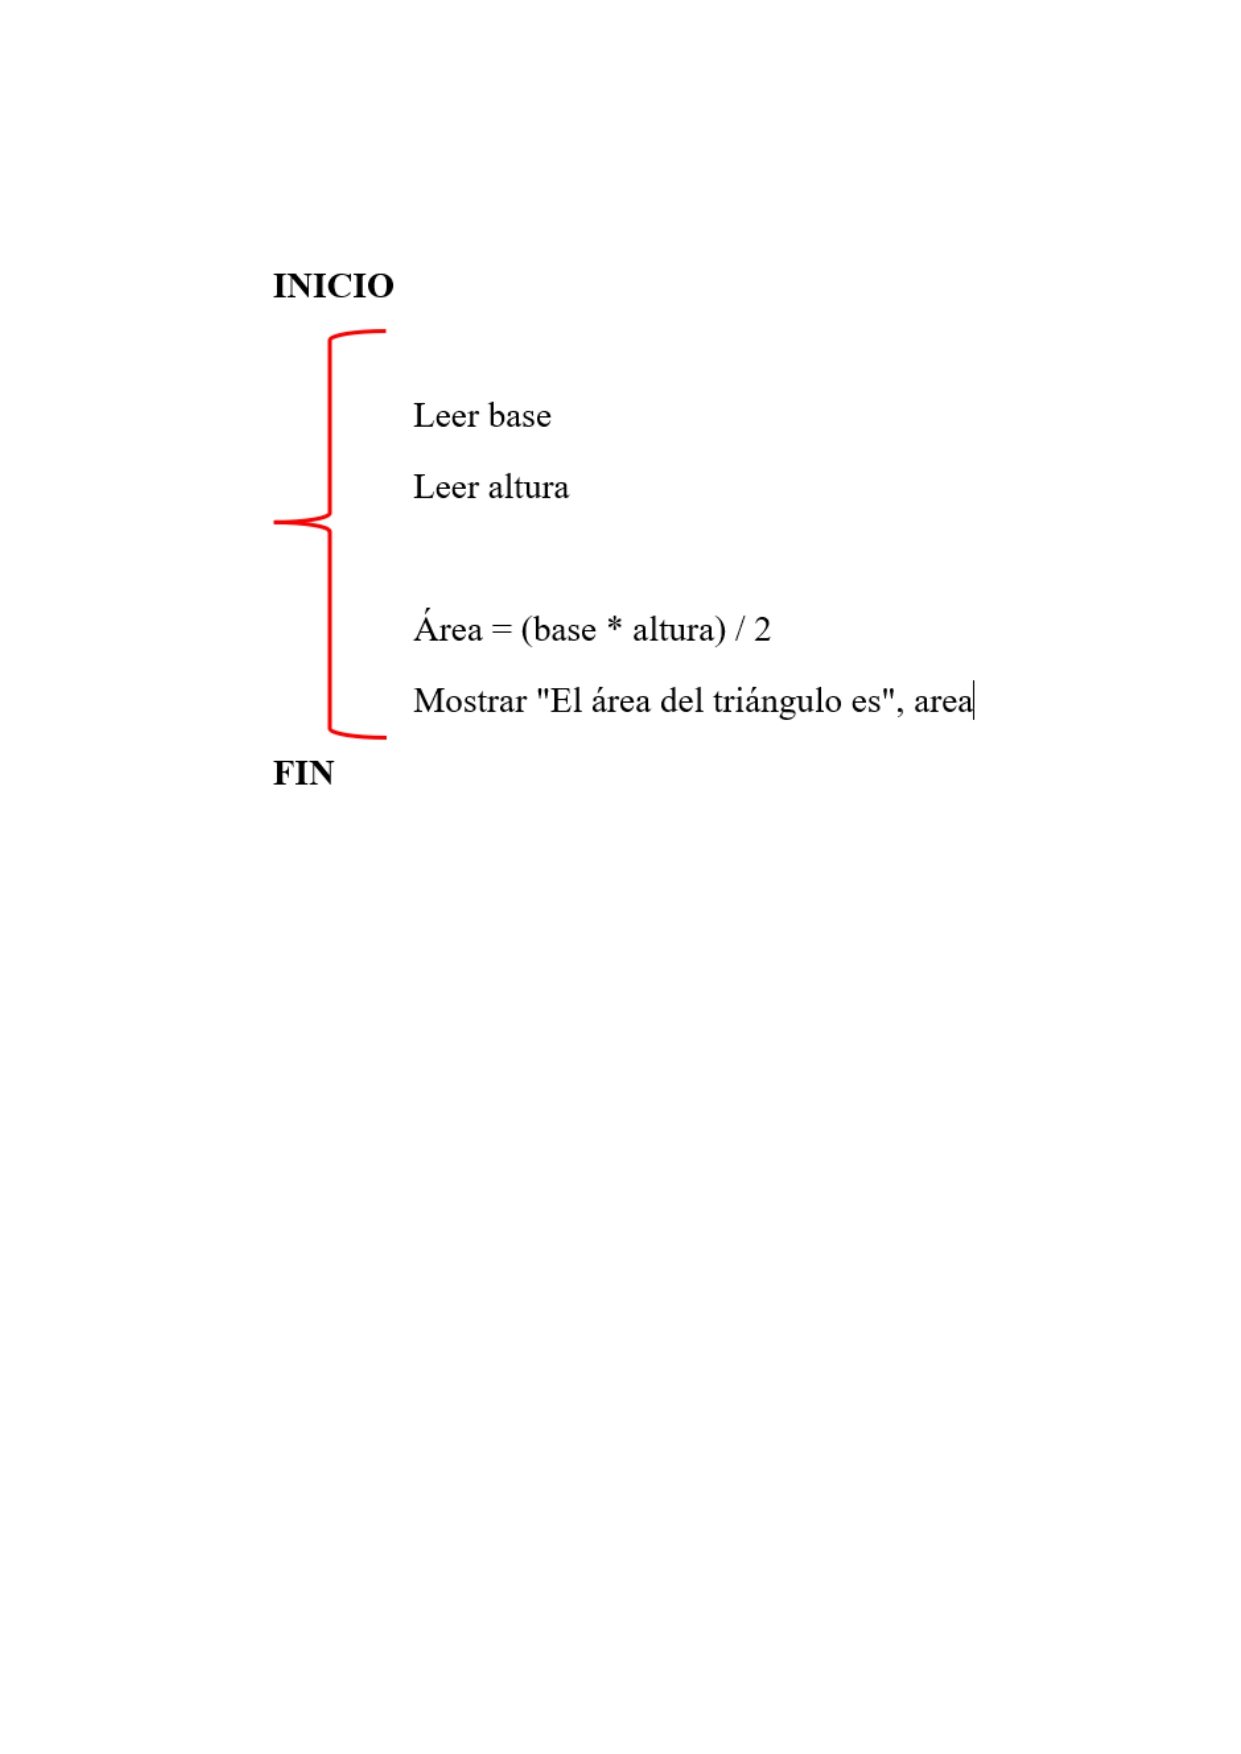 INICIO
Leer base
Leer altura
Área = (base * altura) / 2
Mostrar "El área del triángulo es", area
FIN